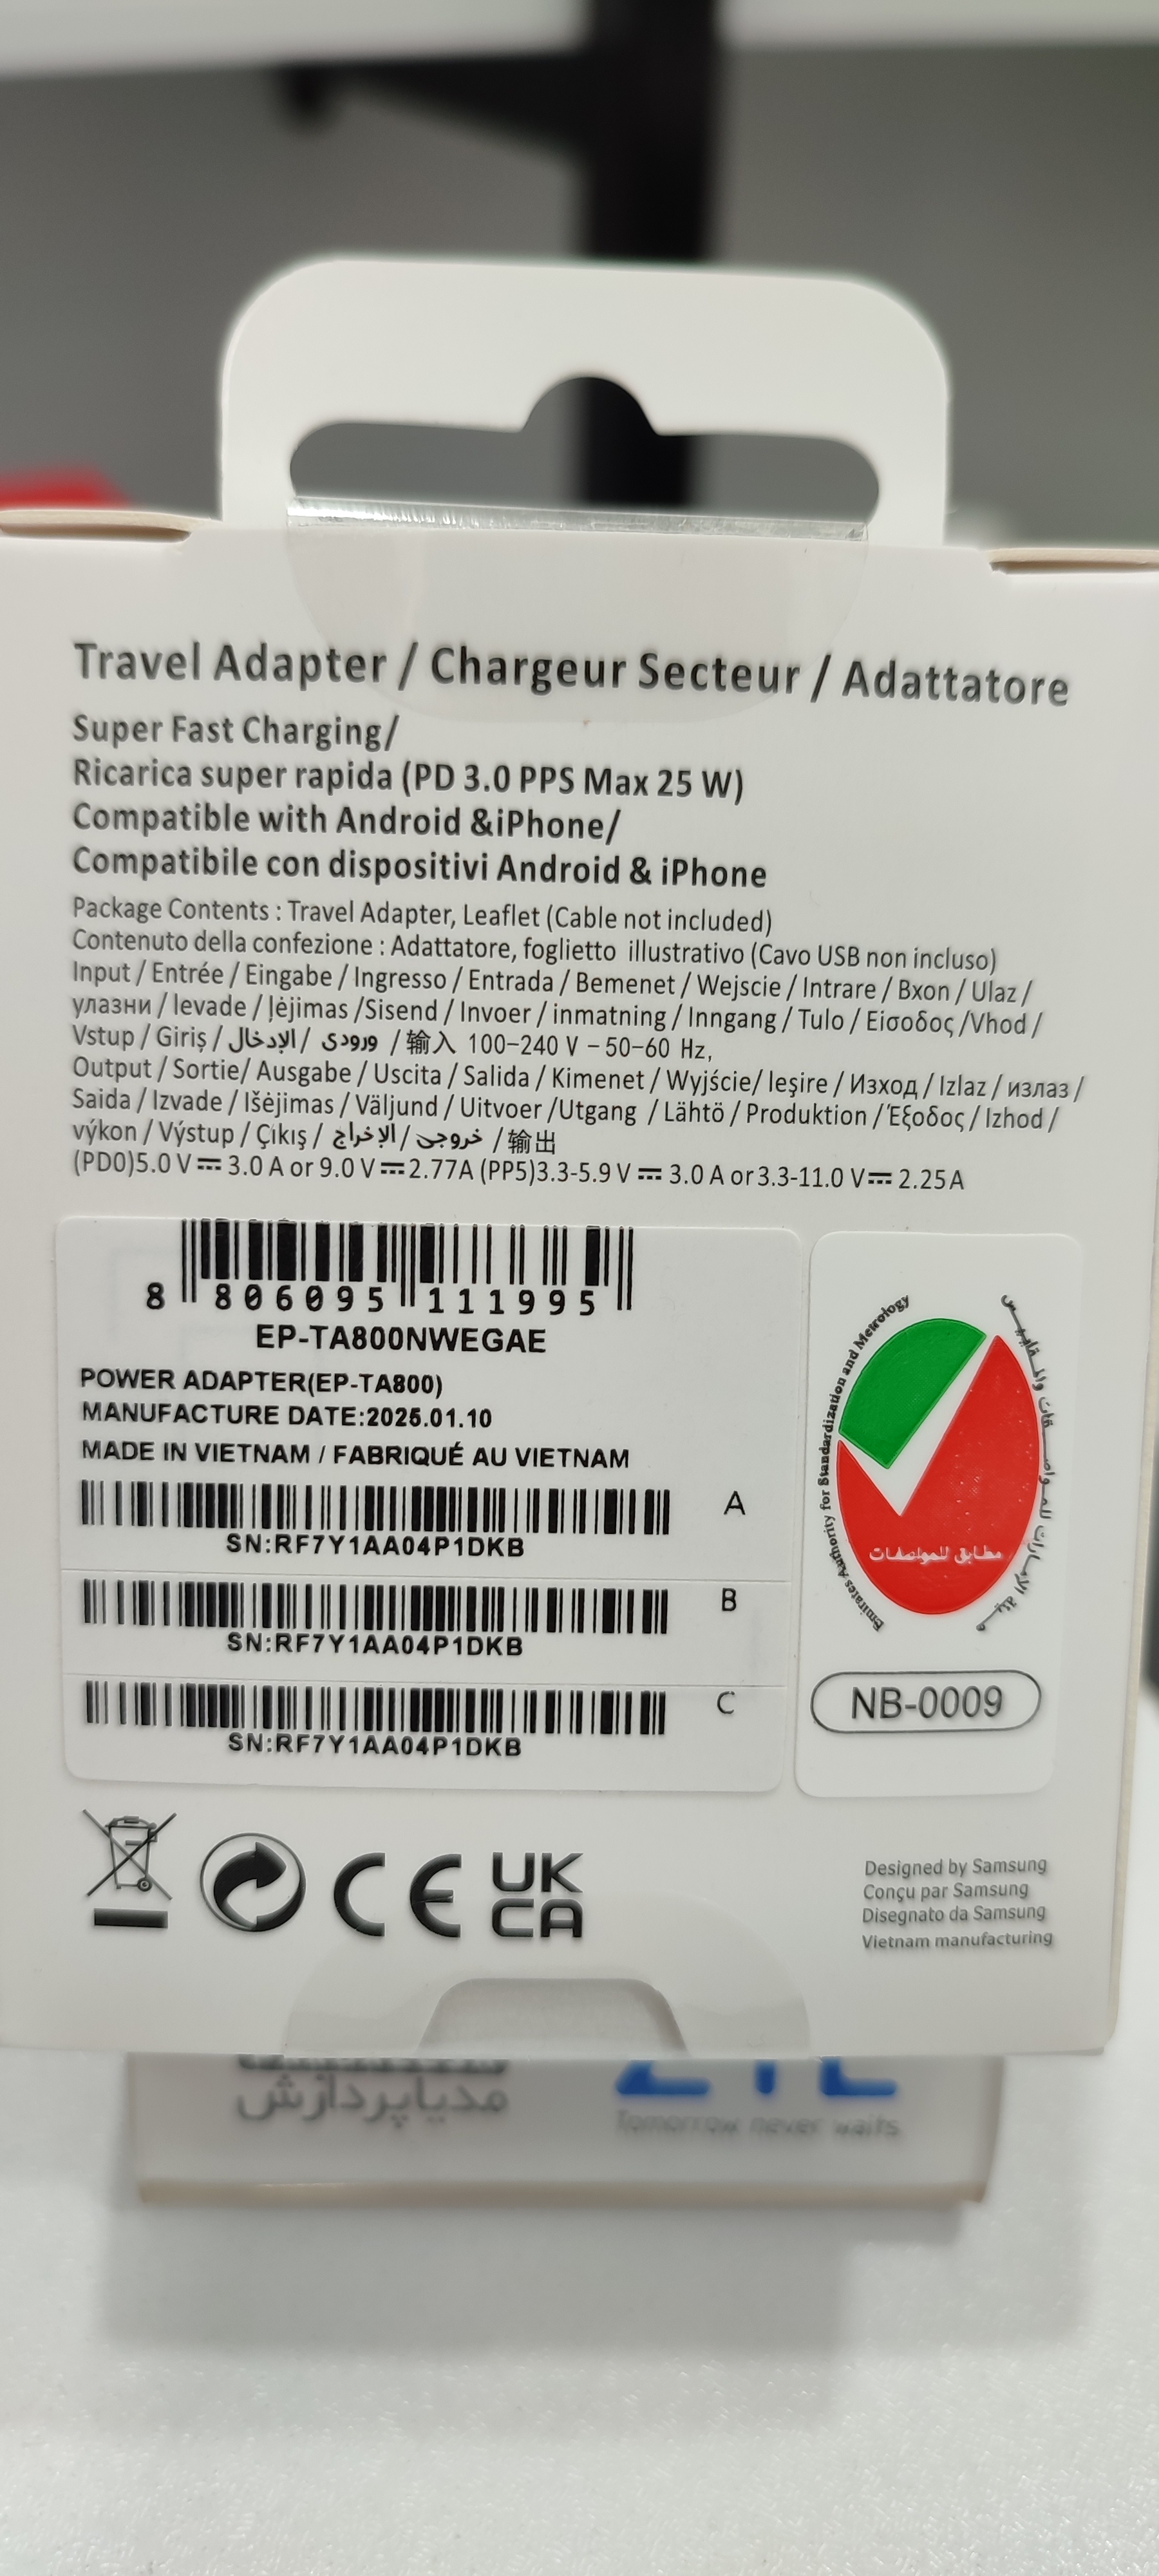 Travel Adapter / Chargeur Secteur / Adattatore
Super Fast Charging/
Ricarica super rapida (PD 3.0 PPS Max 25 W)
Compatible with Android &iPhone/
Compatibile con dispositivi Android & iPhone
Package Contents : Travel Adapter, Leaflet (Cable not included)
Contenuto della confezione : Adattatore, foglietto illustrativo (Cavo USB non incluso)
Input / Entrée / Eingabe / Ingresso / Entrada / Bemenet / Wejscie / Intrare / Bxon / Ulaz /
улазни / levade / Įėjimas /Sisend / Invoer / inmatning / Inngang / Tulo / Είσοδος /Vhod /
Vstup / Giriş / الإدخال / ورودی / 输入 100-240 V - 50-60 Hz,
Output / Sortie/ Ausgabe / Uscita / Salida / Kimenet / Wyjście/ Ieşire / Изход / Izlaz / излаз /
Saida / Izvade / Išėjimas / Väljund / Uitvoer /Utgang / Lähtö / Produktion / Έξοδος / Izhod /
výkon / Výstup / Çıkış / الإخراج / خروجی / 输出
(PD0)5.0 V⎓ 3.0 A or 9.0 V⎓2.77A (PP5)3.3-5.9 V⎓ 3.0 A or 3.3-11.0 V⎓ 2.25A
8 806095 111995
EP-TA800NWEGAE
POWER ADAPTER(EP-TA800)
MANUFACTURE DATE:2025.01.10
MADE IN VIETNAM / FABRIQUÉ AU VIETNAM
A
SN:RF7Y1AA04P1DKB
B
SN:RF7Y1AA04P1DKB
C
SN:RF7Y1AA04P1DKB
Emirates Authority for Standardization and Metrology
هيئة الإمارات للمواصفات والمقاييس
مطابق للمواصفات
NB-0009
CE
UK
CA
Designed by Samsung
Conçu par Samsung
Disegnato da Samsung
Vietnam manufacturing
مدیاپردازش
Tomorrow never waits